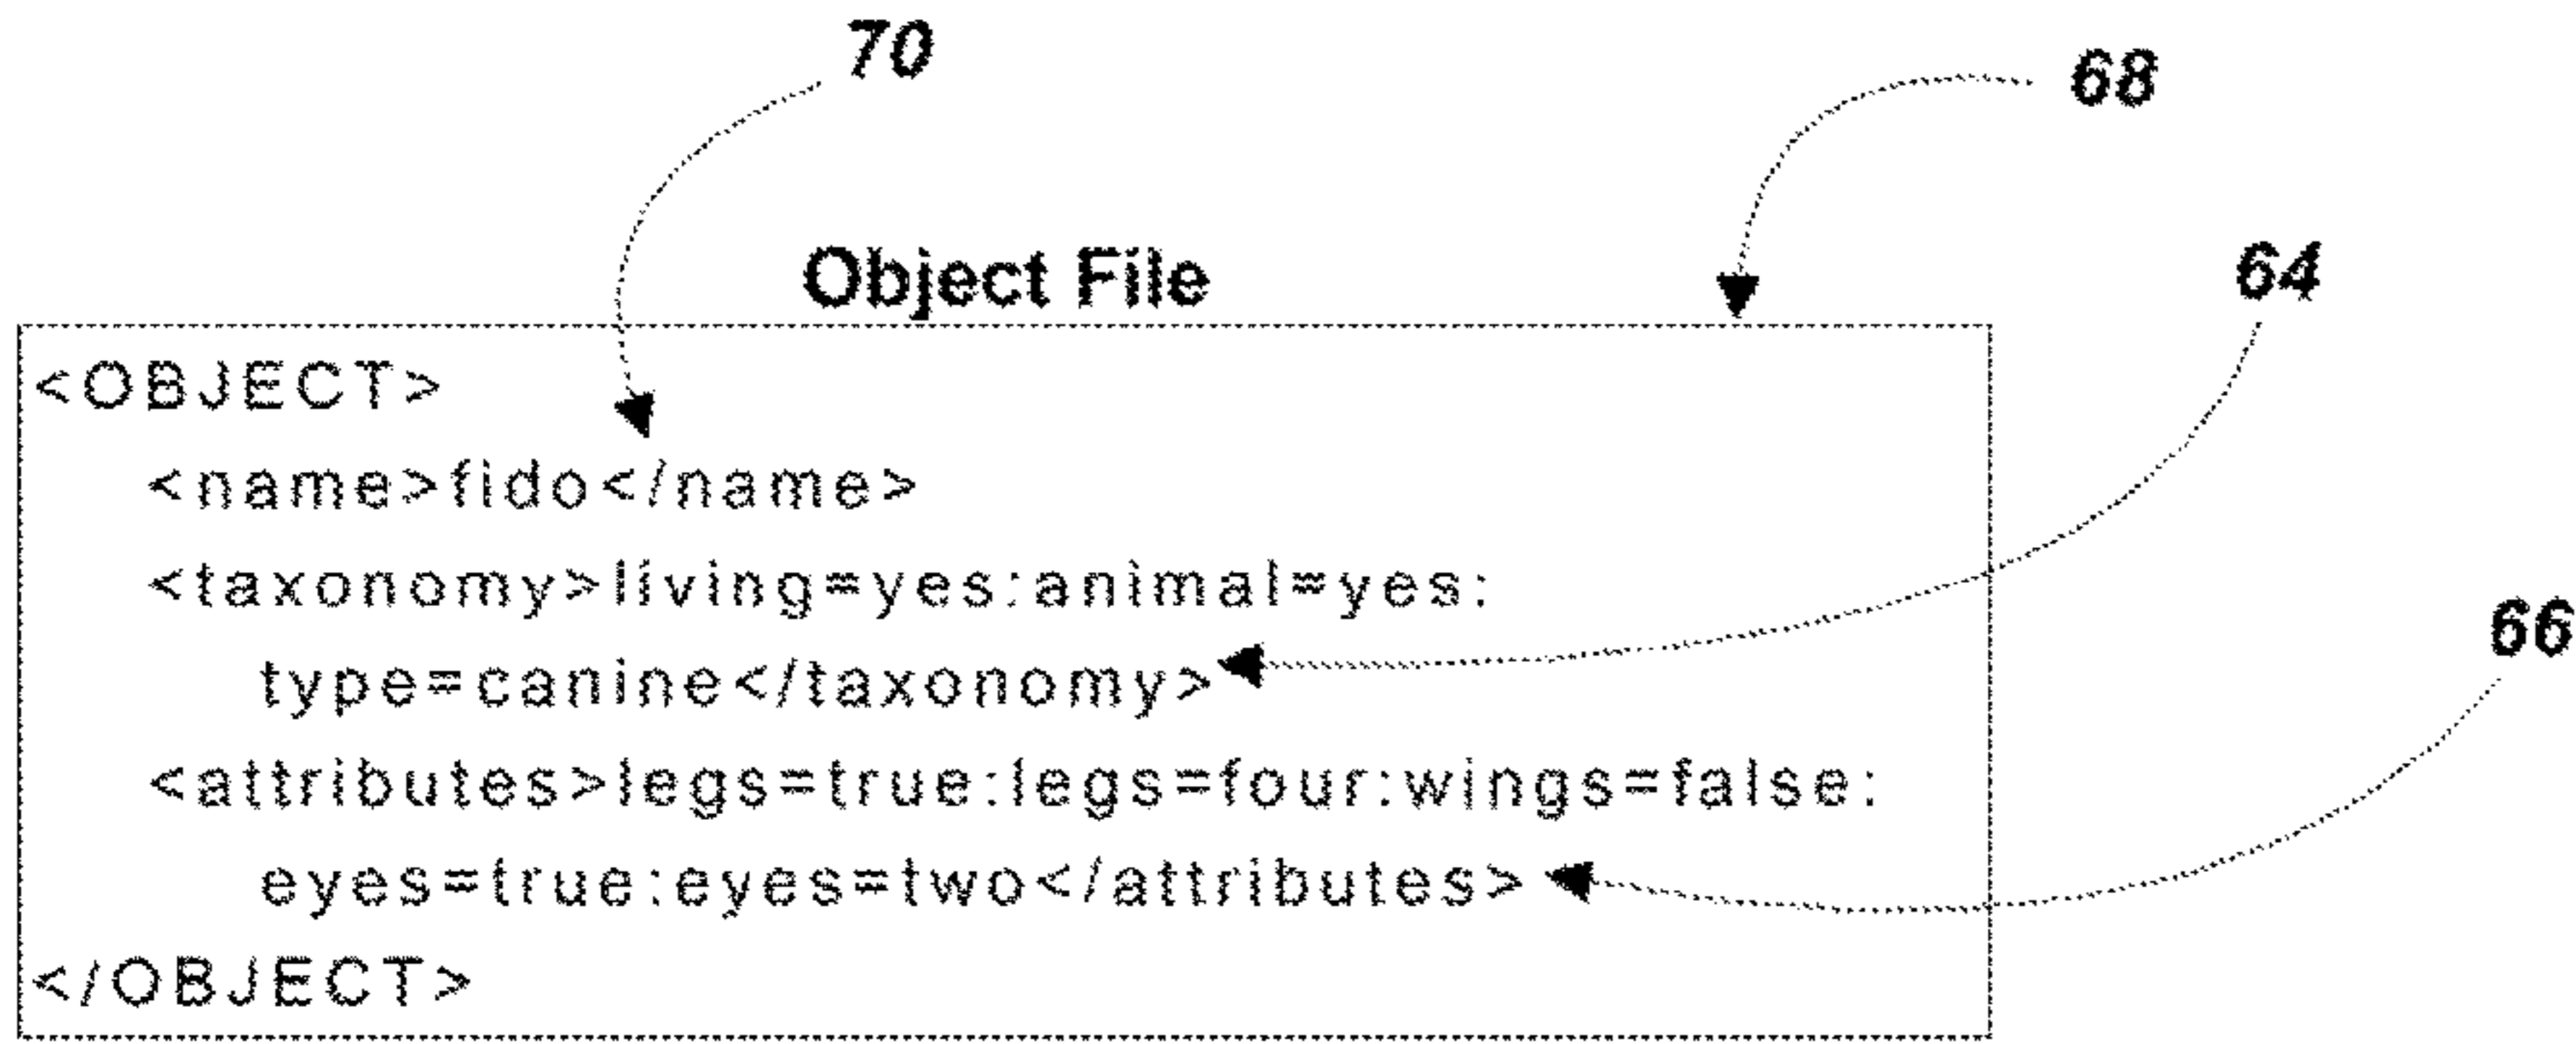 70
68
Object File
64
<OBJECT>
<name>fido</name>
<taxonomy>living=yes:animal=yes:
66
type=canine</taxonomy>
<attributes>legs=true:legs=four:wings=false:
eyes=true:eyes=two</attributes>
</OBJECT>